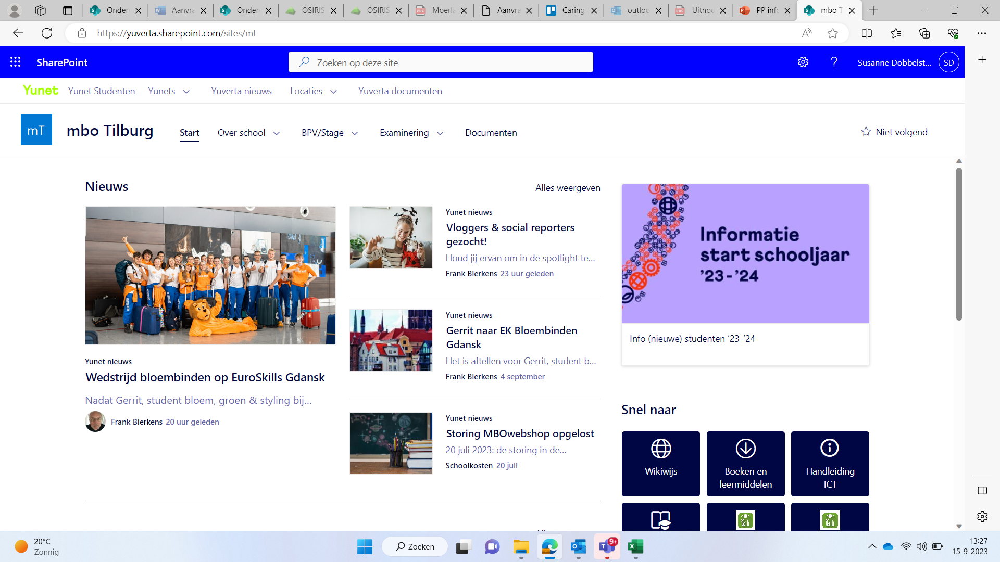 Onder
Aanvra
Onder
OSIRIS
OSIRIS
Moerla
Aanvra
Caring
outloo
Uitnoc
PP info
mbo T
https://yuverta.sharepoint.com/sites/mt
SharePoint
Zoeken op deze site
Susanne Dobbelst...
SD
Yunet
Yunet Studenten
Yunets
Yuverta nieuws
Locaties
Yuverta documenten
mT
mbo Tilburg
Start
Over school
BPV/Stage
Examinering
Documenten
Niet volgend
Nieuws
Alles weergeven
Yunet nieuws
Wedstrijd bloembinden op EuroSkills Gdansk
Nadat Gerrit, student bloem, groen & styling bij...
Frank Bierkens 20 uur geleden
Yunet nieuws
Vloggers & social reporters
gezocht!
Houd jij ervan om in de spotlight te...
Frank Bierkens 23 uur geleden
Yunet nieuws
Gerrit naar EK Bloembinden
Gdansk
Het is aftellen voor Gerrit, student b...
Frank Bierkens 4 september
Yunet nieuws
Storing MBOwebshop opgelost
20 juli 2023: de storing in de...
Schoolkosten 20 juli
Informatie
start schooljaar
’23-’24
Info (nieuwe) studenten ’23-’24
Snel naar
Wikiwijs
Boeken en
leermiddelen
Handleiding
ICT
20°C
Zonnig
Zoeken
9+
13:27
15-9-2023